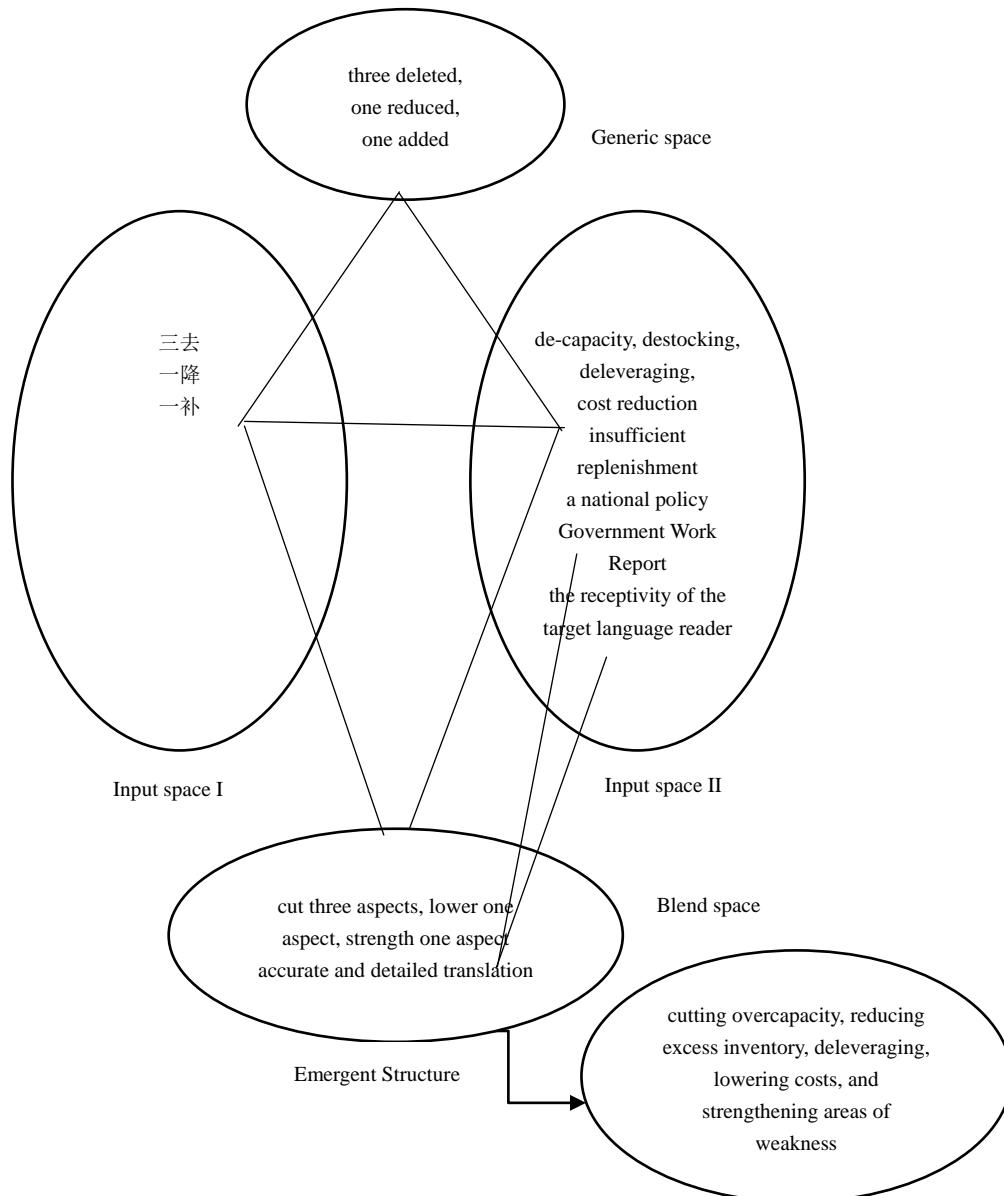 three deleted,
one reduced,
one added
Generic space
三去
一降
一补
de-capacity, destocking,
deleveraging,
cost reduction
insufficient
replenishment
a national policy
Government Work
Report
the receptivity of the
target language reader
Input space I
Input space II
cut three aspects, lower one
aspect, strength one aspect
accurate and detailed translation
Blend space
Emergent Structure
cutting overcapacity, reducing
excess inventory, deleveraging,
lowering costs, and
strengthening areas of
weakness